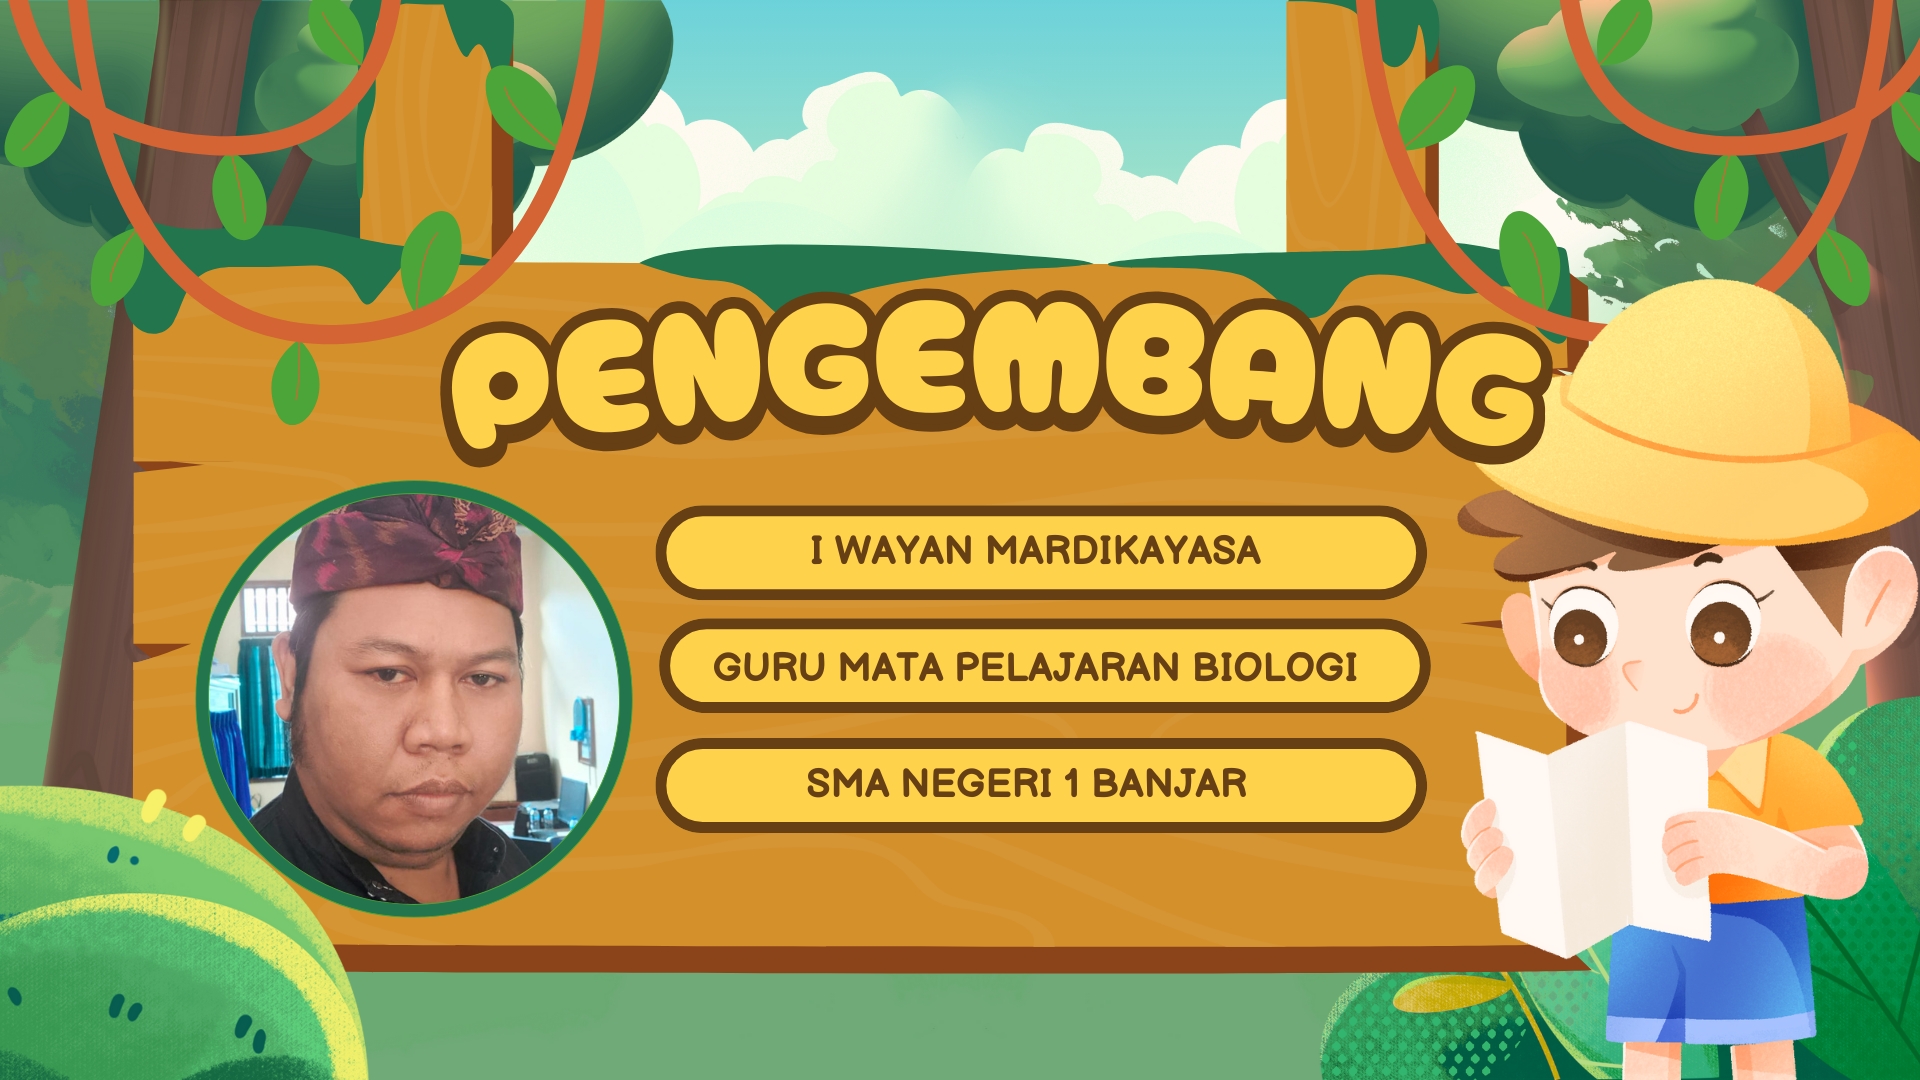 PENGEMBANG
I WAYAN MARDIKAYASA
GURU MATA PELAJARAN BIOLOGI
SMA NEGERI 1 BANJAR